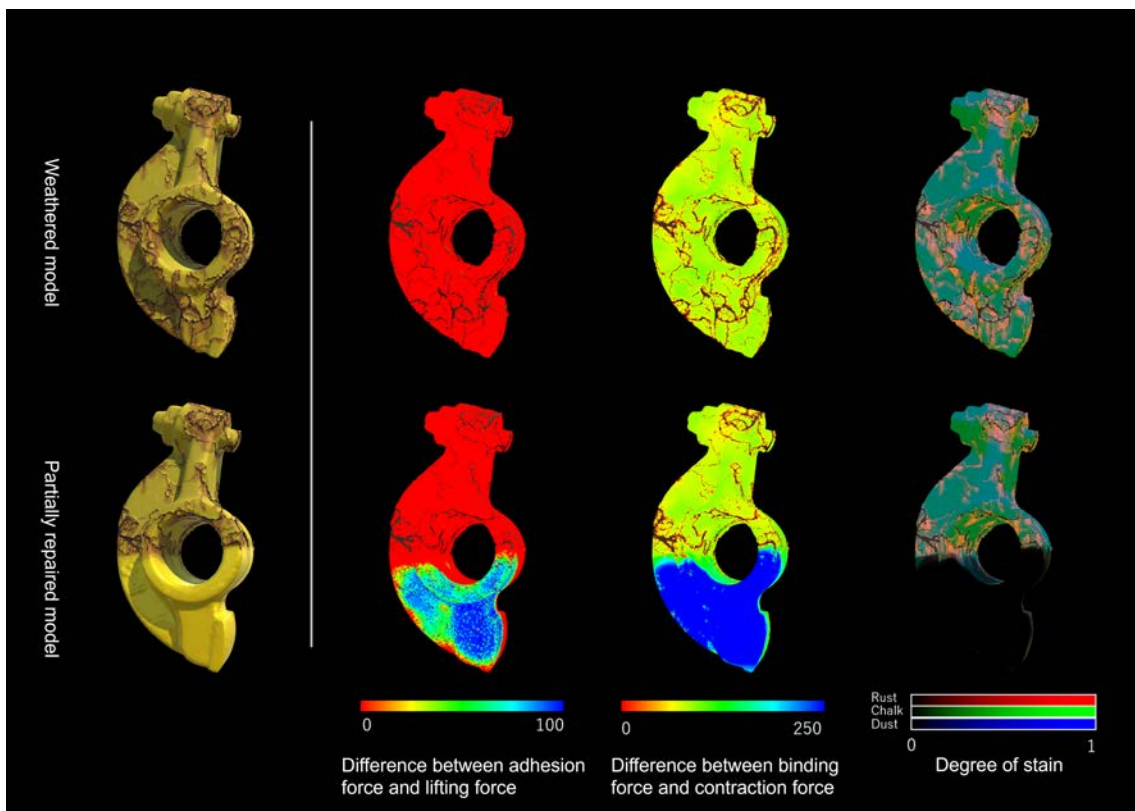 Weathered model
Partially repaired model
0 100
Difference between adhesion
force and lifting force
0 250
Difference between binding
force and contraction force
Rust
Chalk
Dust
0 1
Degree of stain